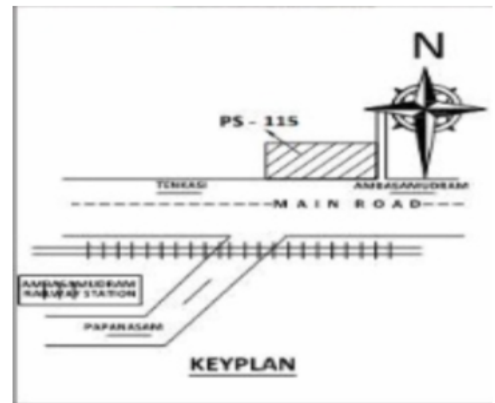 N
PS - 115
TENKASI
AMBASAMUDRAM
MAIN ROAD
AMBASAMUDRAM
RAILWAY STATION
PAPANASAM
KEYPLAN